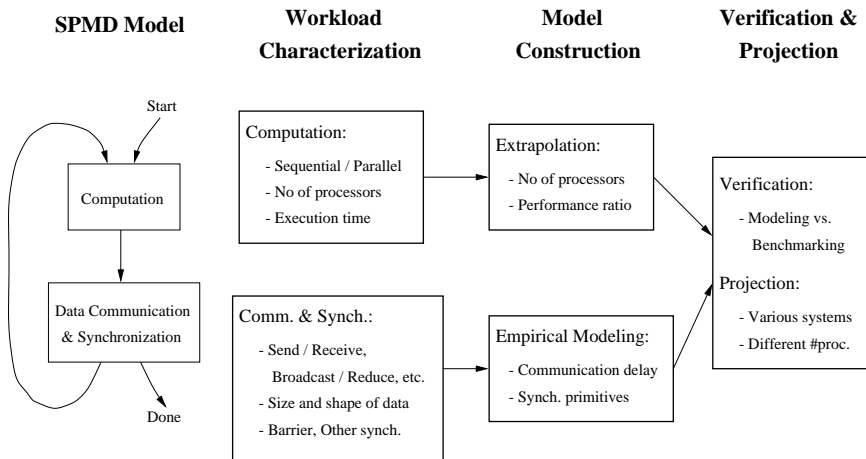 SPMD Model
Workload
Characterization
Model
Construction
Verification &
Projection
Start
Computation
Data Communication
& Synchronization
Done
Computation:
- Sequential / Parallel
- No of processors
- Execution time
Comm. & Synch.:
- Send / Receive,
Broadcast / Reduce, etc.
- Size and shape of data
- Barrier, Other synch.
Extrapolation:
- No of processors
- Performance ratio
Empirical Modeling:
- Communication delay
- Synch. primitives
Verification:
- Modeling vs.
Benchmarking
Projection:
- Various systems
- Different #proc.